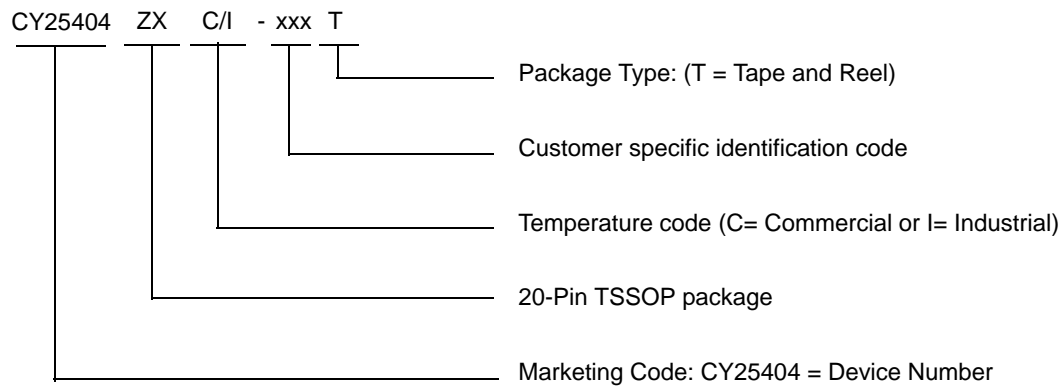 CY25404 ZX C/I - xxx T
Package Type: (T = Tape and Reel)
Customer specific identification code
Temperature code (C= Commercial or I= Industrial)
20-Pin TSSOP package
Marketing Code: CY25404 = Device Number